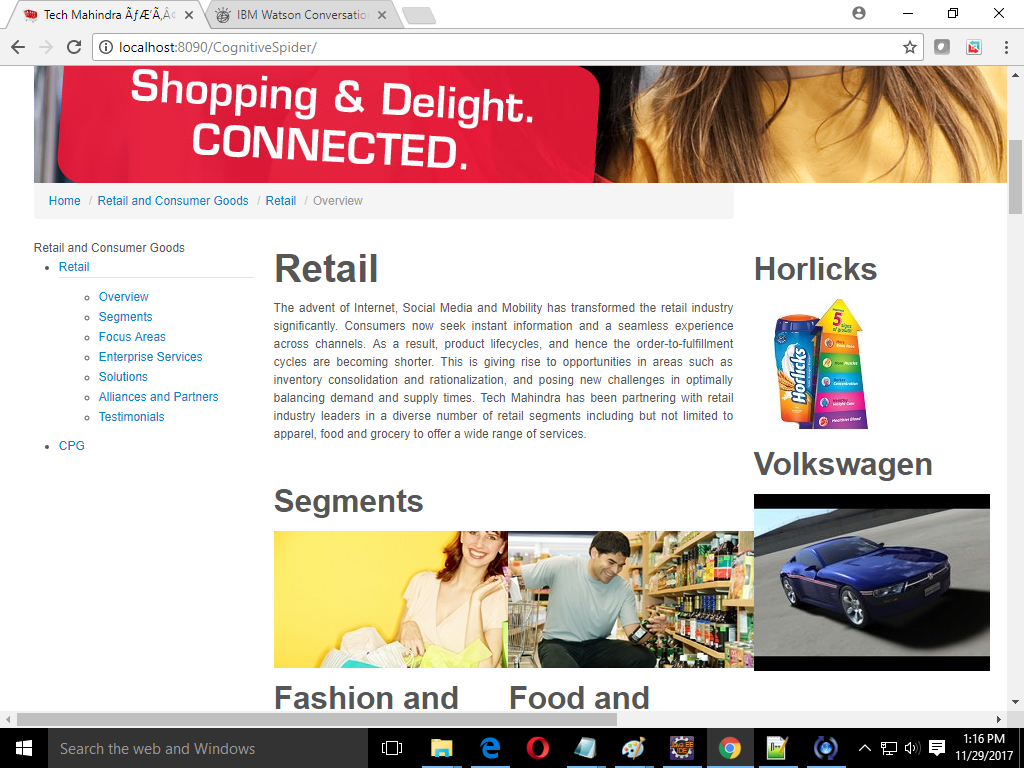 Tech Mahindra ÃƒÆ’Ã‚Â
IBM Watson Conversation
localhost:8090/CognitiveSpider/
Shopping & Delight.
CONNECTED.
Home / Retail and Consumer Goods / Retail / Overview
Retail and Consumer Goods
Retail
Overview
Segments
Focus Areas
Enterprise Services
Solutions
Alliances and Partners
Testimonials
CPG
Retail
The advent of Internet, Social Media and Mobility has transformed the retail industry
significantly. Consumers now seek instant information and a seamless experience
across channels. As a result, product lifecycles, and hence the order-to-fulfillment
cycles are becoming shorter. This is giving rise to opportunities in areas such as
inventory consolidation and rationalization, and posing new challenges in optimally
balancing demand and supply times. Tech Mahindra has been partnering with retail
industry leaders in a diverse number of retail segments including but not limited to
apparel, food and grocery to offer a wide range of services.
Segments
Fashion and
Food and
Horlicks
5 signs
Horlicks
Volkswagen
Search the web and Windows
1:16 PM
11/29/2017